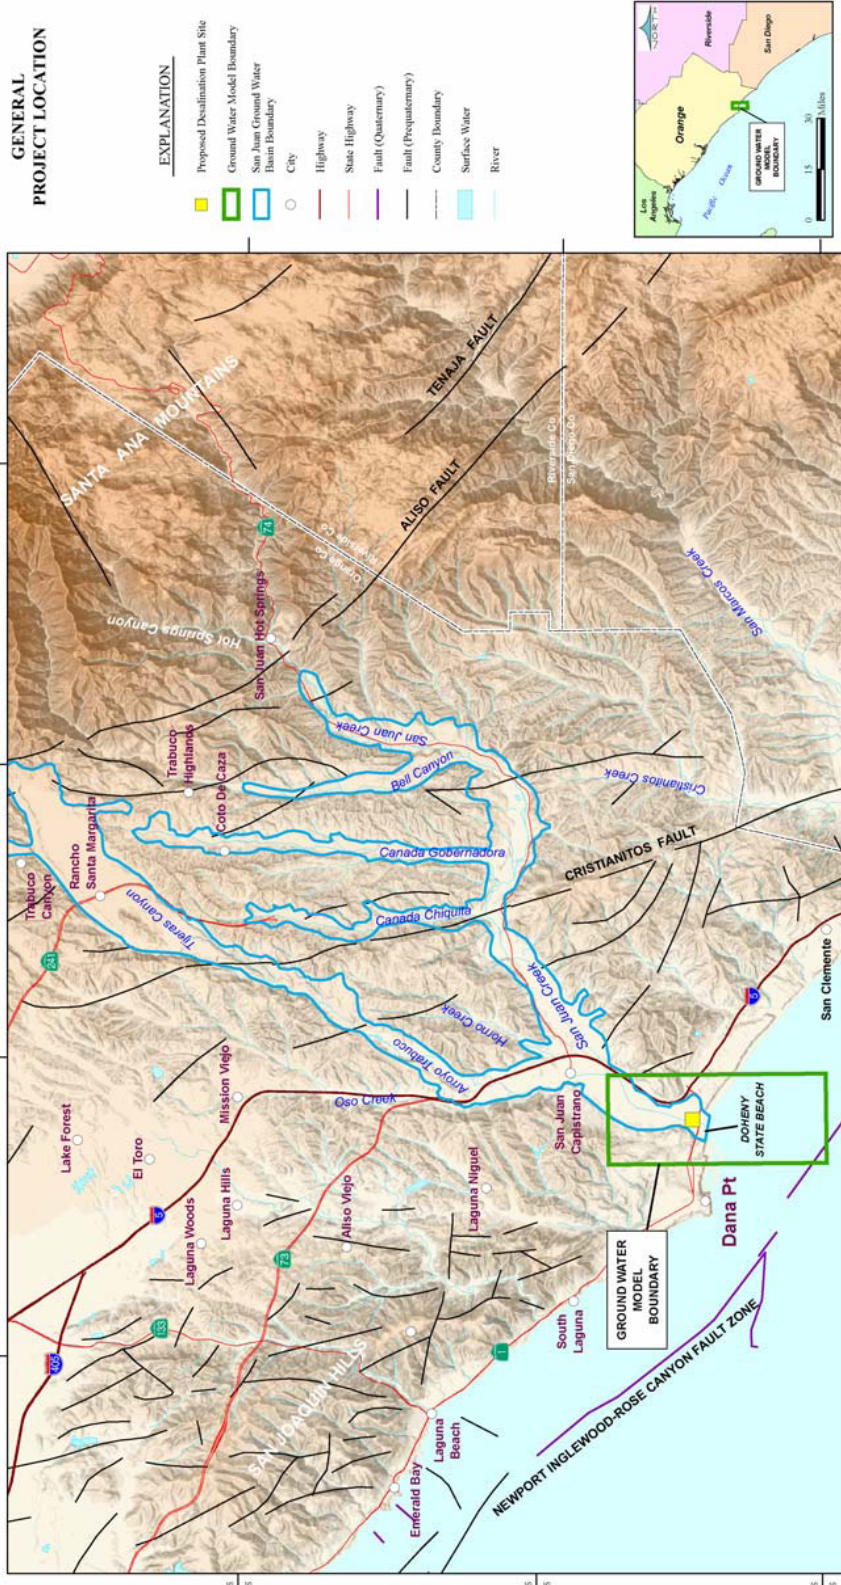 GENERAL
PROJECT LOCATION
EXPLANATION
Proposed Desalination Plant Site
Ground Water Model Boundary
San Juan Ground Water
Basin Boundary
City
Highway
State Highway
Fault (Quaternary)
Fault (Prequaternary)
County Boundary
Surface Water
River
NORTH
Los
Angeles
Orange
Riverside
San Diego
Pacific Ocean
GROUND WATER
MODEL
BOUNDARY
0 15 30
Miles
SANTA ANA MOUNTAINS
TENAJA FAULT
ALISO FAULT
Riverside Co
San Diego Co
Orange Co
Riverside Co
74
Hot Springs Canyon
San Juan Hot Springs
San Marcos Creek
Trabuco
Highlands
Coto De Caza
Rancho
Santa Margarita
Trabuco
Canyon
241
Tijeras Canyon
San Juan Creek
Bell Canyon
Canada Gobernadora
Canada Chiquita
Cristianitos Creek
CRISTIANITOS FAULT
San Juan Creek
San Juan Creek
Horno Creek
Arroyo Trabuco
Oso Creek
Mission Viejo
Lake Forest
El Toro
5
Laguna Hills
Laguna Woods
Aliso Viejo
Laguna Niguel
San Juan
Capistrano
5
San Clemente
DOHENY
STATE BEACH
Dana Pt
GROUND WATER
MODEL
BOUNDARY
73
133
405
1
South
Laguna
SAN JOAQUIN HILLS
Laguna
Beach
Emerald Bay
NEWPORT INGLEWOOD-ROSE CANYON FAULT ZONE